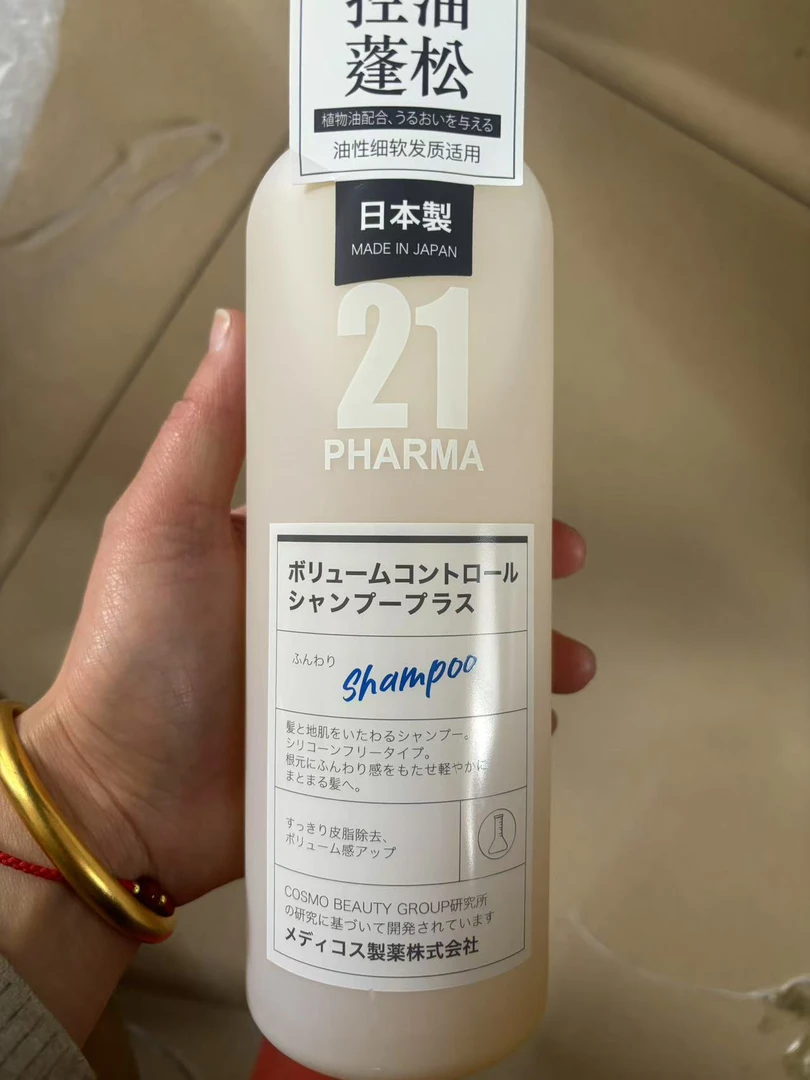 控油
蓬松
植物油配合、うるおいを与える
油性细软发质适用
日本製
MADE IN JAPAN
21
PHARMA
ボリュームコントロール
シャンプープラス
ふんわり
Shampoo
髪と地肌をいたわるシャンプー。
シリコーンフリータイプ。
根元にふんわり感をもたせ軽やかに
まとまる髪へ。
すっきり皮脂除去、
ボリューム感アップ
COSMO BEAUTY GROUP研究所
の研究に基づいて開発されています
メディコス製薬株式会社